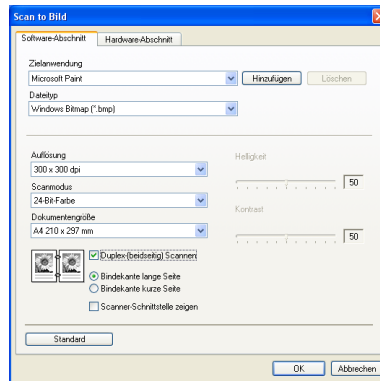 Scan to Bild
Software-Abschnitt Hardware-Abschnitt
Zielanwendung
Microsoft Paint Hinzufügen Löschen
Dateityp
Windows Bitmap (*.bmp)
Auflösung
300 x 300 dpi
Helligkeit
50
Scanmodus
24-Bit-Farbe
Dokumentengröße
A4 210 x 297 mm
Kontrast
50
Duplex-(beidseitig) Scannen
Bindekante lange Seite
Bindekante kurze Seite
Scanner-Schnittstelle zeigen
Standard
OK Abbrechen